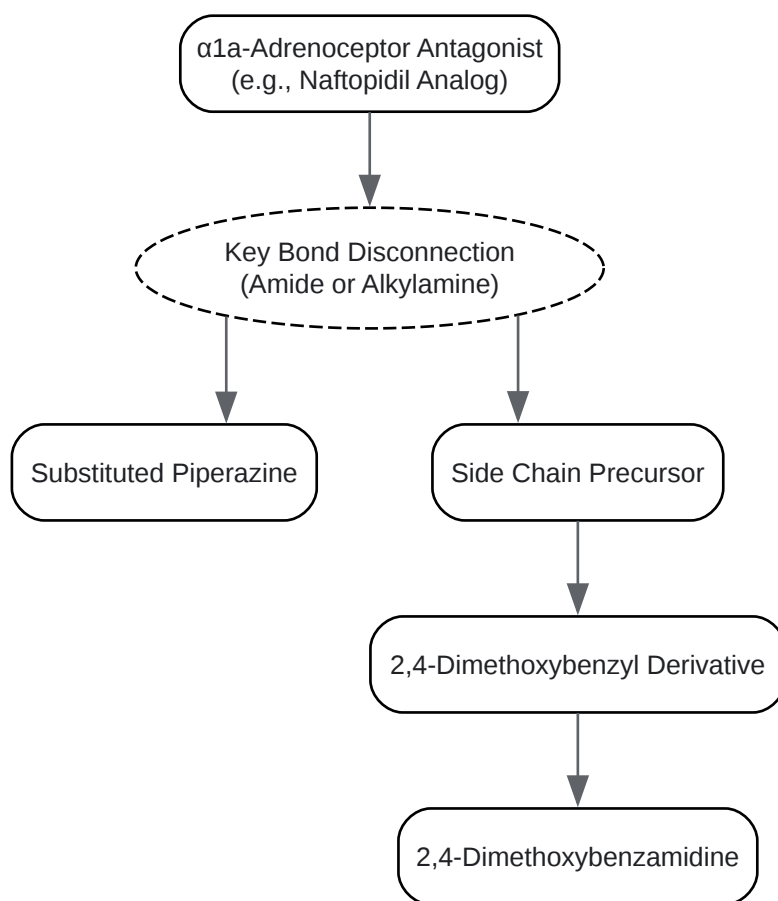 α1a-Adrenoceptor Antagonist
(e.g., Naftopidil Analog)
Key Bond Disconnection
(Amide or Alkylamine)
Substituted Piperazine
Side Chain Precursor
2,4-Dimethoxybenzyl Derivative
2,4-Dimethoxybenzamidine